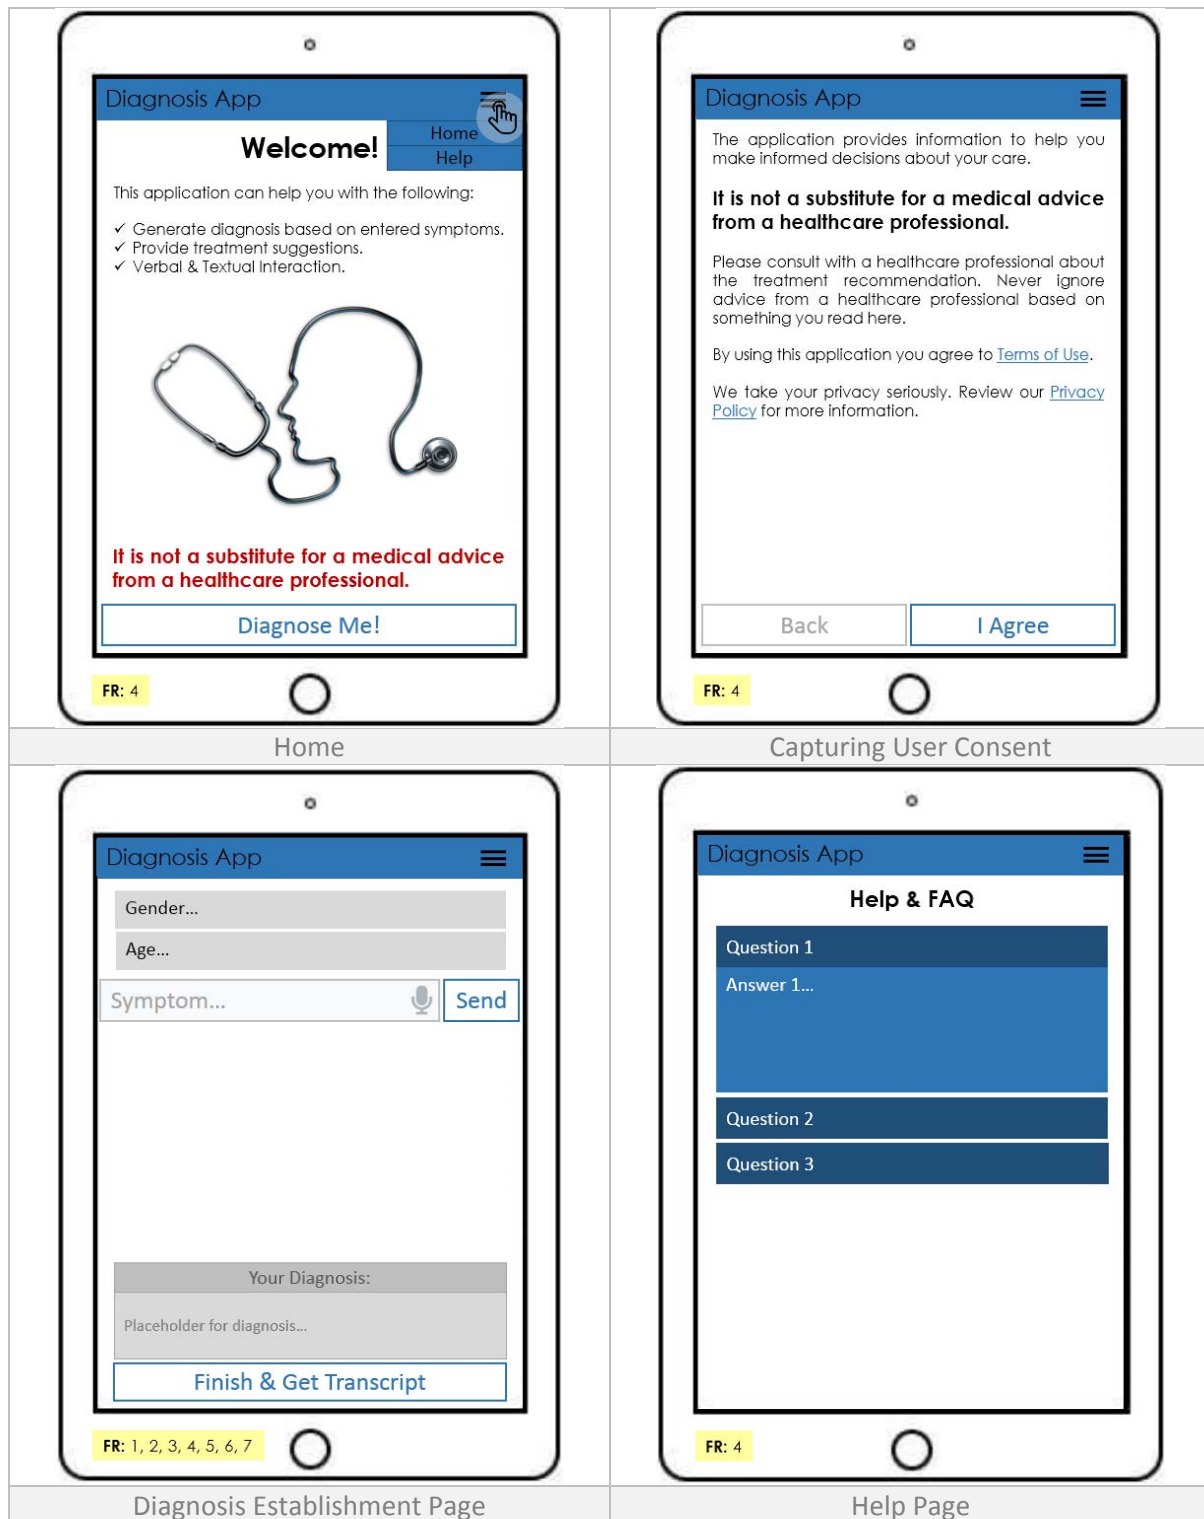 Diagnosis App
Home
Welcome!
Help
This application can help you with the following:
✓ Generate diagnosis based on entered symptoms.
✓ Provide treatment suggestions.
✓ Verbal & Textual Interaction.
It is not a substitute for a medical advice
from a healthcare professional.
Diagnose Me!
FR: 4
Home
Diagnosis App
The application provides information to help you
make informed decisions about your care.
It is not a substitute for a medical advice
from a healthcare professional.
Please consult with a healthcare professional about
the treatment recommendation. Never ignore
advice from a healthcare professional based on
something you read here.
By using this application you agree to Terms of Use.
We take your privacy seriously. Review our Privacy
Policy for more information.
Back
I Agree
FR: 4
Capturing User Consent
Diagnosis App
Gender...
Age...
Symptom...
Send
Your Diagnosis:
Placeholder for diagnosis...
Finish & Get Transcript
FR: 1, 2, 3, 4, 5, 6, 7
Diagnosis Establishment Page
Diagnosis App
Help & FAQ
Question 1
Answer 1...
Question 2
Question 3
FR: 4
Help Page